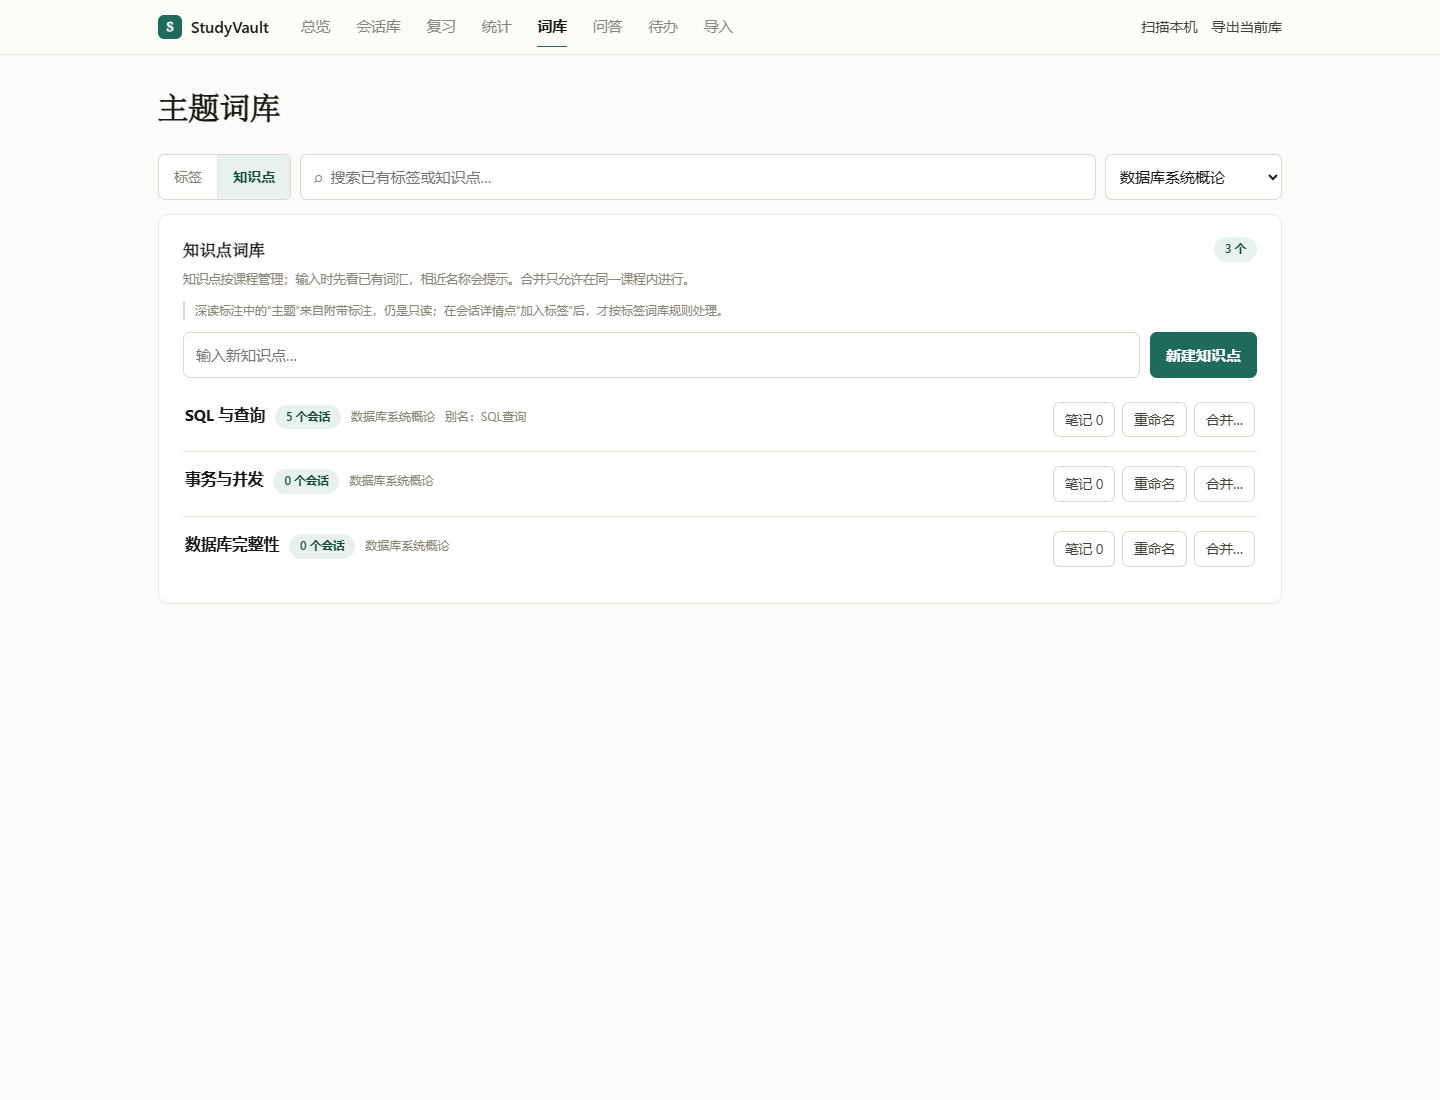 S StudyVault 总览 会话库 复习 统计 词库 问答 待办 导入 扫描本机 导出当前库
主题词库
标签 知识点 搜索已有标签或知识点... 数据库系统概论
知识点词库 3 个
知识点按课程管理；输入时先看已有词汇，相近名称会提示。合并只允许在同一课程内进行。
深读标注中的“主题”来自附带标注，仍是只读；在会话详情点“加入标签”后，才按标签词库规则处理。
输入新知识点... 新建知识点
SQL 与查询 5 个会话 数据库系统概论 别名：SQL查询 笔记 0 重命名 合并...
事务与并发 0 个会话 数据库系统概论 笔记 0 重命名 合并...
数据库完整性 0 个会话 数据库系统概论 笔记 0 重命名 合并...